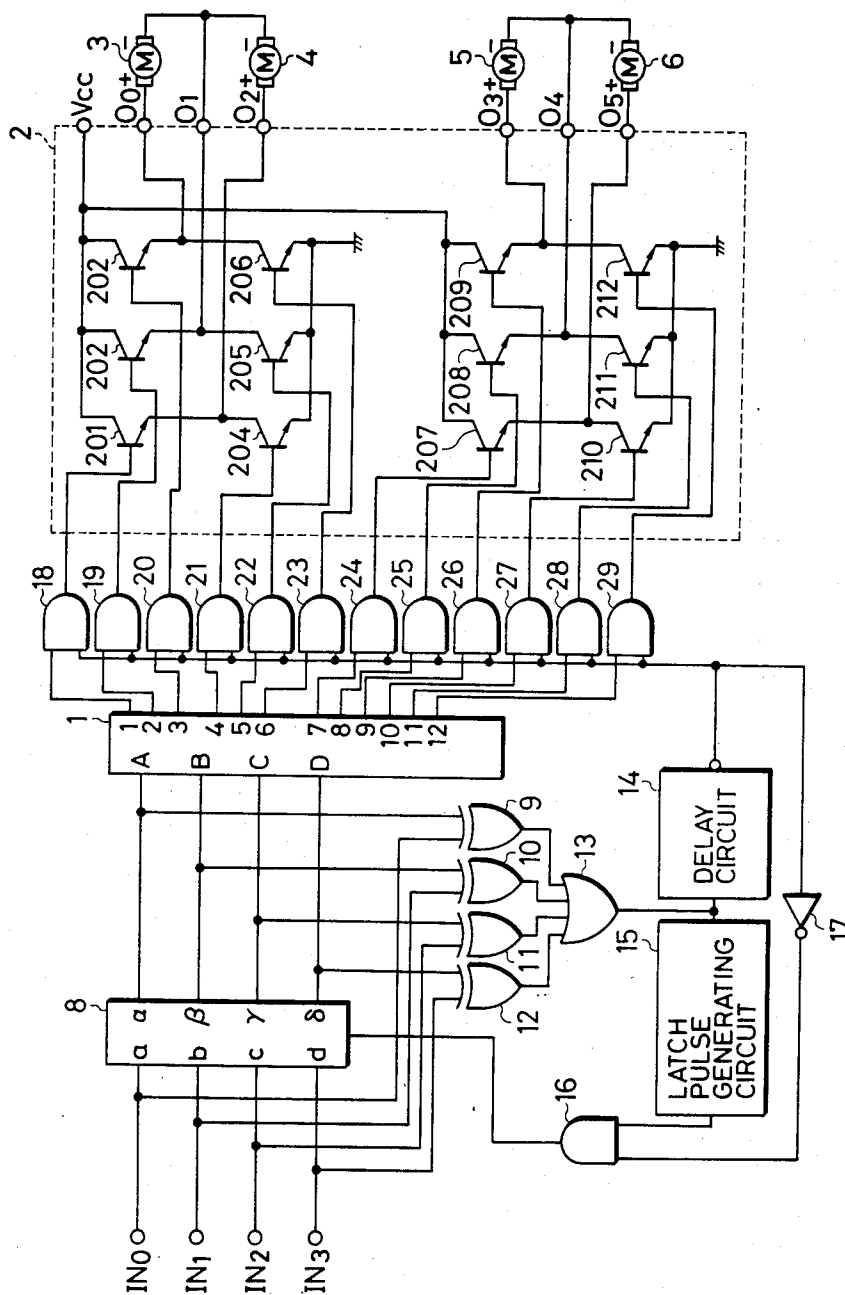 IN0
IN1
IN2
IN3
8
a α
b β
c γ
d δ
1
A
B
C
D
1
2
3
4
5
6
7
8
9
10
11
12
18
19
20
21
22
23
24
25
26
27
28
29
2
201
202
202
204
205
206
207
208
209
210
211
212
Vcc
O0+
O1
O2+
O3+
O4
O5+
M
3
M
4
M
5
M
6
−
−
−
−
9
10
11
12
13
14
DELAY
CIRCUIT
15
LATCH
PULSE
GENERATING
CIRCUIT
16
17